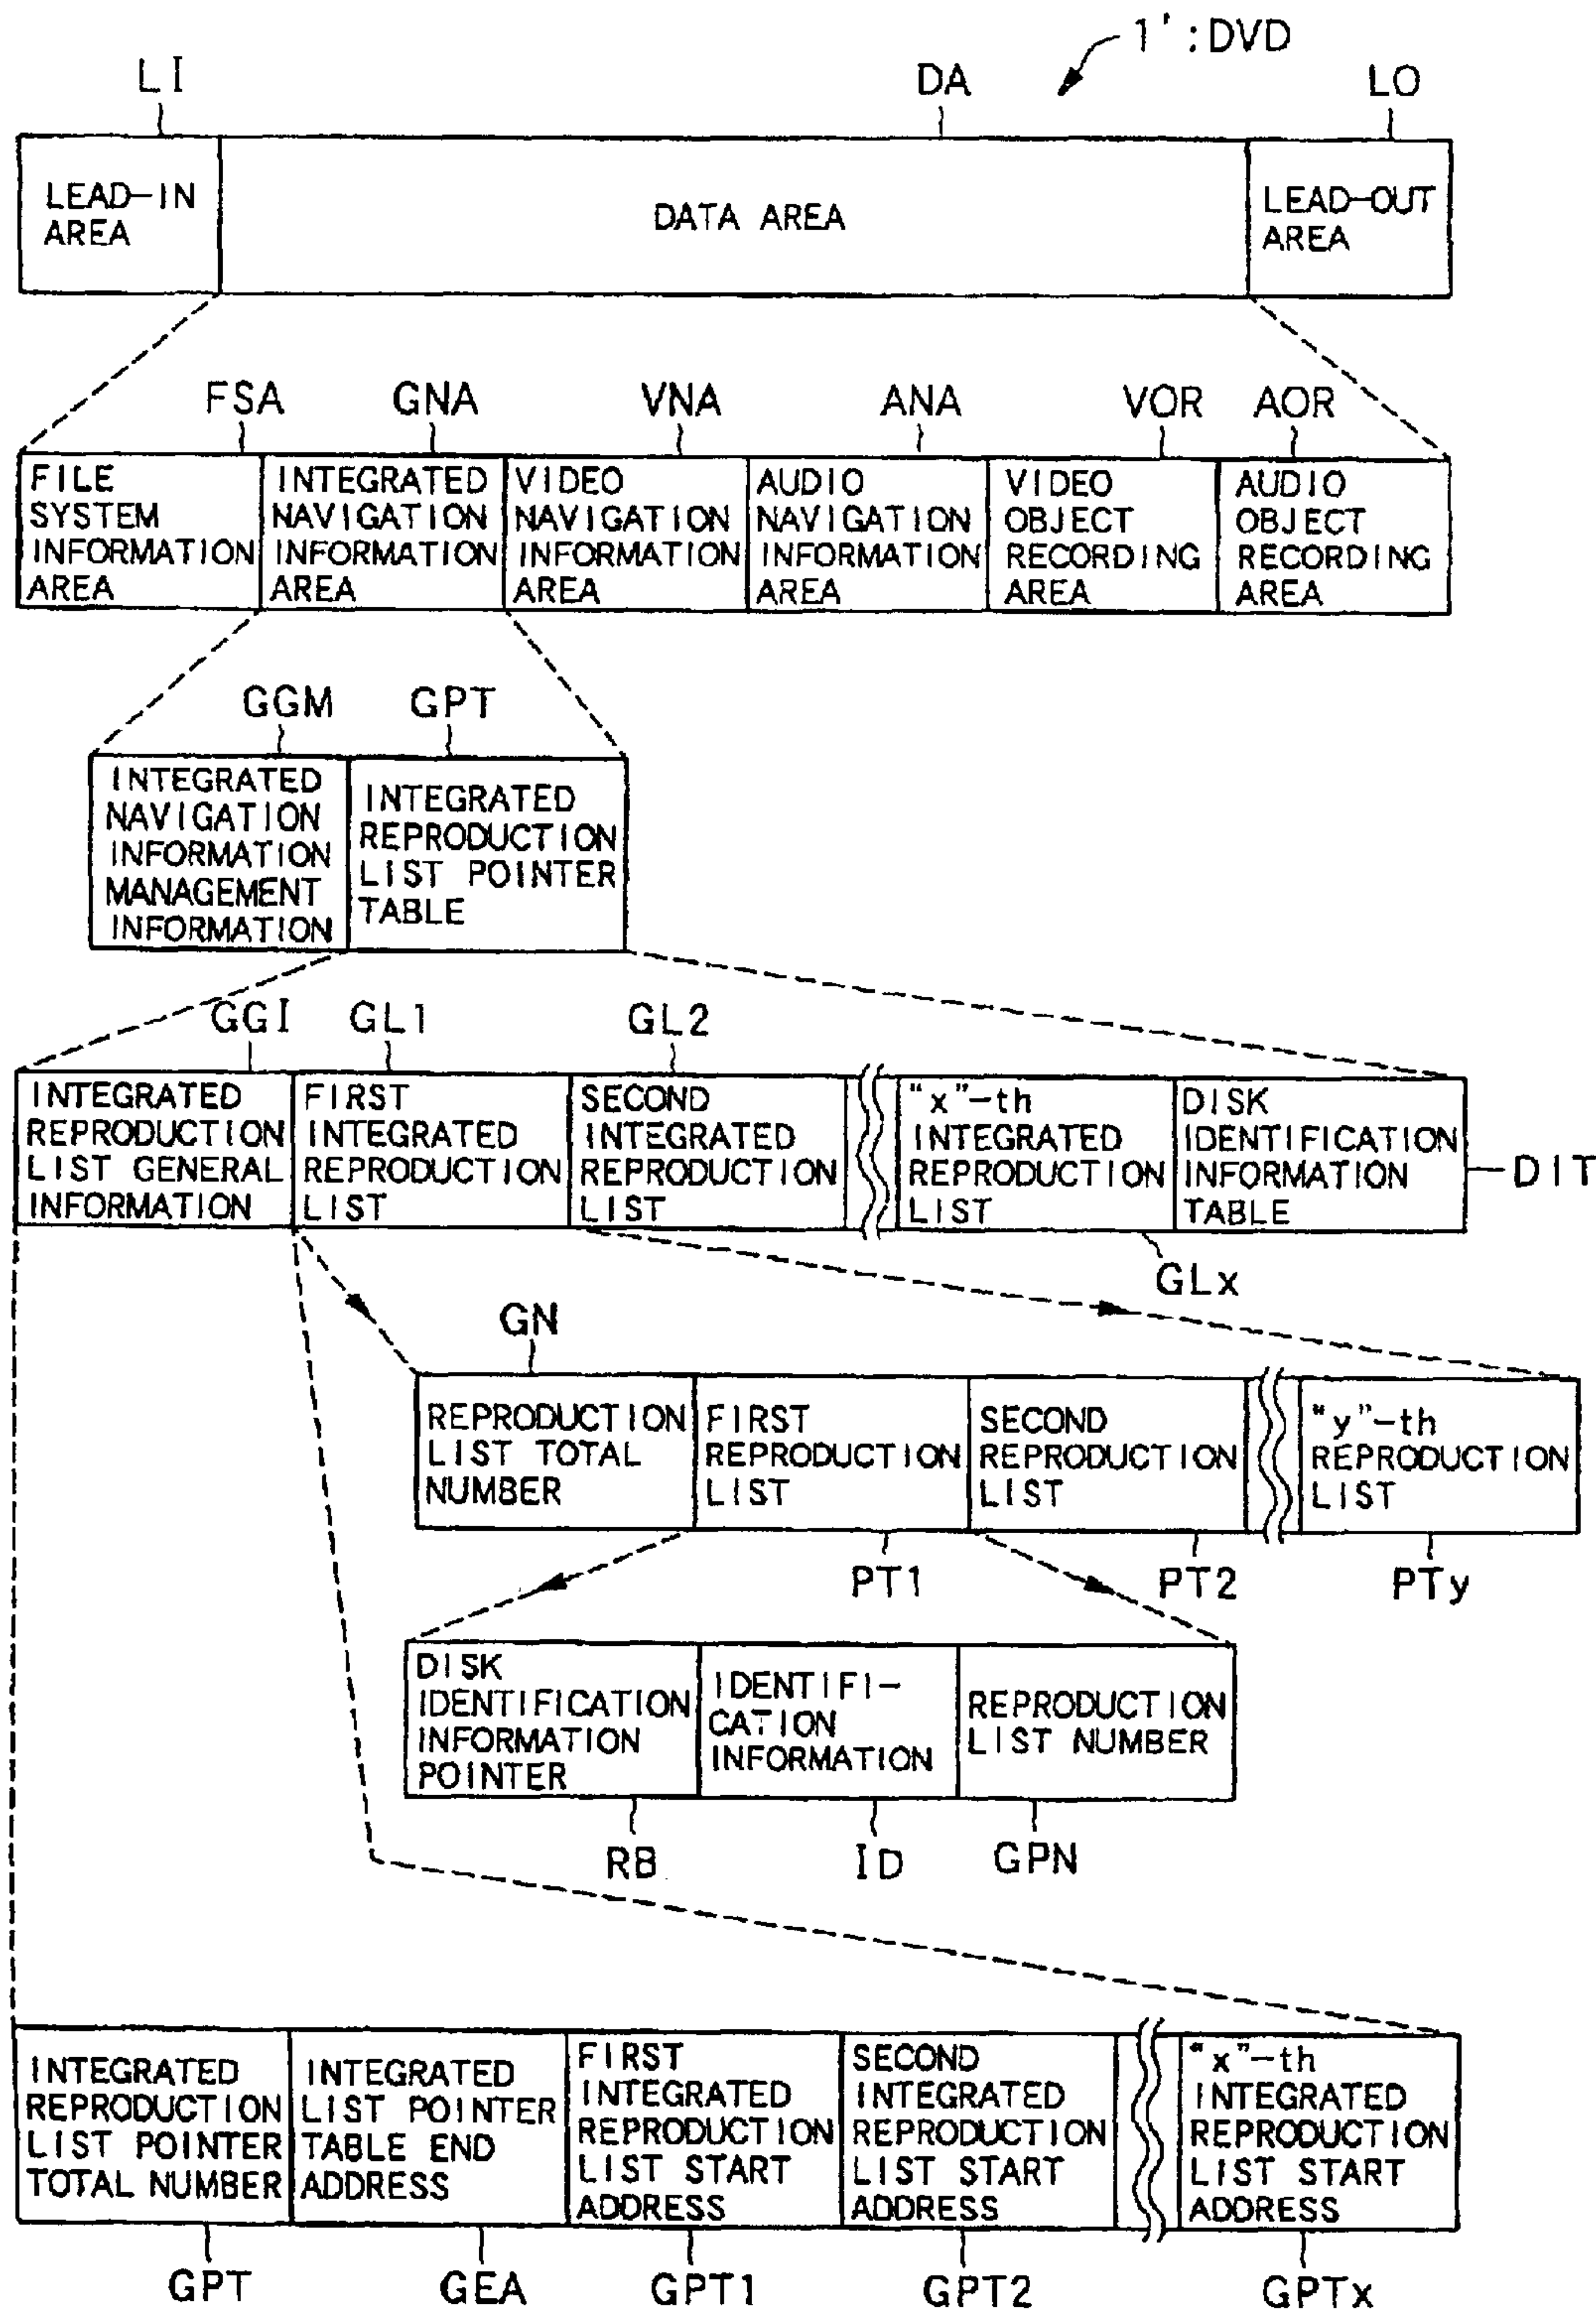 1':DVD
LI
DA
LO
LEAD-IN
AREA
DATA AREA
LEAD-OUT
AREA
FSA
GNA
VNA
ANA
VOR
AOR
FILE
SYSTEM
INFORMATION
AREA
INTEGRATED
NAVIGATION
INFORMATION
AREA
VIDEO
NAVIGATION
INFORMATION
AREA
AUDIO
NAVIGATION
INFORMATION
AREA
VIDEO
OBJECT
RECORDING
AREA
AUDIO
OBJECT
RECORDING
AREA
GGM
GPT
INTEGRATED
NAVIGATION
INFORMATION
MANAGEMENT
INFORMATION
INTEGRATED
REPRODUCTION
LIST POINTER
TABLE
GGI
GL1
GL2
INTEGRATED
REPRODUCTION
LIST GENERAL
INFORMATION
FIRST
INTEGRATED
REPRODUCTION
LIST
SECOND
INTEGRATED
REPRODUCTION
LIST
"x"-th
INTEGRATED
REPRODUCTION
LIST
DISK
IDENTIFICATION
INFORMATION
TABLE
DIT
GLx
GN
REPRODUCTION
LIST TOTAL
NUMBER
FIRST
REPRODUCTION
LIST
SECOND
REPRODUCTION
LIST
"y"-th
REPRODUCTION
LIST
PT1
PT2
PTy
DISK
IDENTIFICATION
INFORMATION
POINTER
IDENTIFI-
CATION
INFORMATION
REPRODUCTION
LIST NUMBER
RB
ID
GPN
INTEGRATED
REPRODUCTION
LIST POINTER
TOTAL NUMBER
INTEGRATED
LIST POINTER
TABLE END
ADDRESS
FIRST
INTEGRATED
REPRODUCTION
LIST START
ADDRESS
SECOND
INTEGRATED
REPRODUCTION
LIST START
ADDRESS
"x"-th
INTEGRATED
REPRODUCTION
LIST START
ADDRESS
GPT
GEA
GPT1
GPT2
GPTx